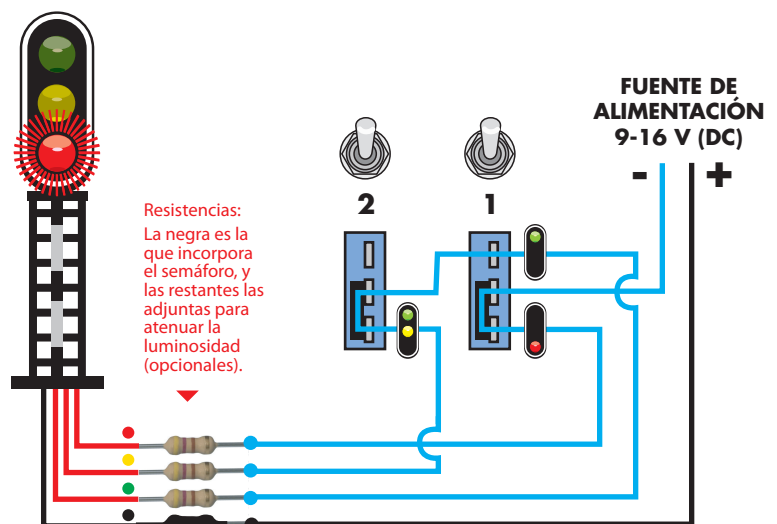 FUENTE DE
ALIMENTACIÓN
9-16 V (DC)
- +
2
1
Resistencias:
La negra es la
que incorpora
el semáforo, y
las restantes las
adjuntas para
atenuar la
luminosidad
(opcionales).